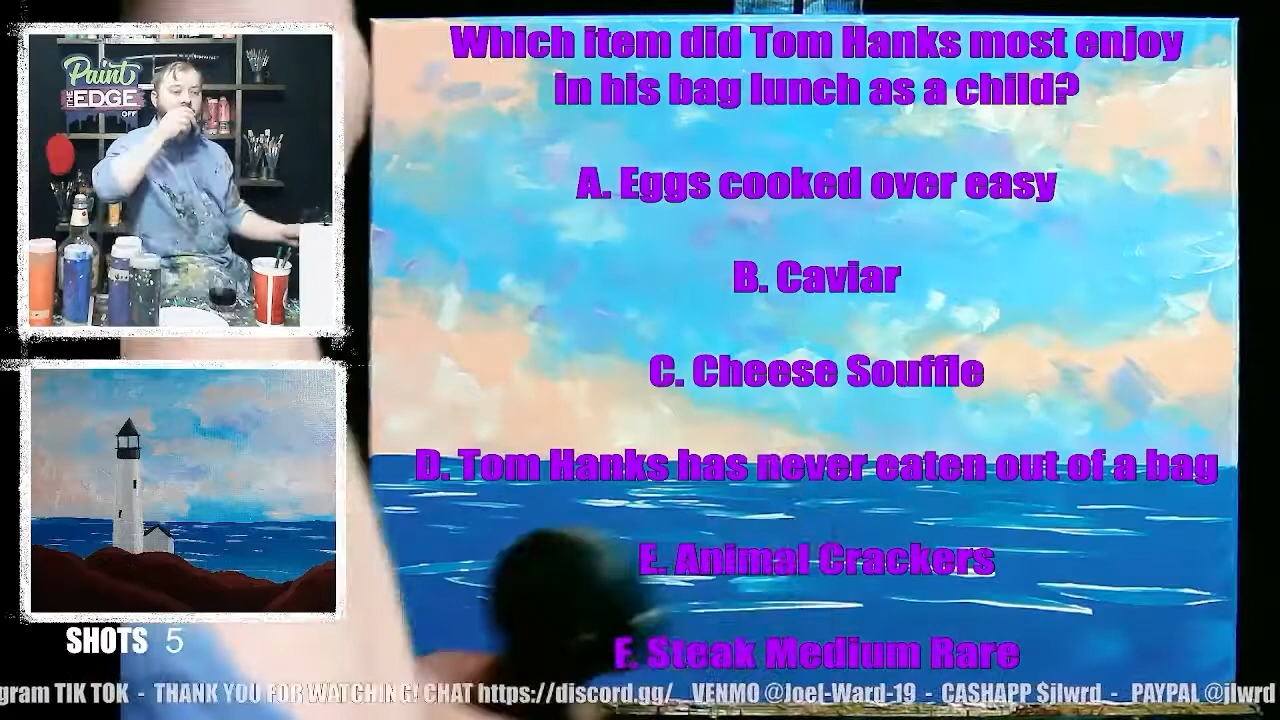 Paint
THE EDGE
OFF
Which item did Tom Hanks most enjoy
in his bag lunch as a child?
A. Eggs cooked over easy
B. Caviar
C. Cheese Souffle
D. Tom Hanks has never eaten out of a bag
E. Animal Crackers
F. Steak Medium Rare
SHOTS 5
gram TIK TOK - THANK YOU FOR WATCHING! CHAT https://discord.gg/ VENMO @Joel-Ward-19 - CASHAPP $jlwrd - PAYPAL @jlwrd